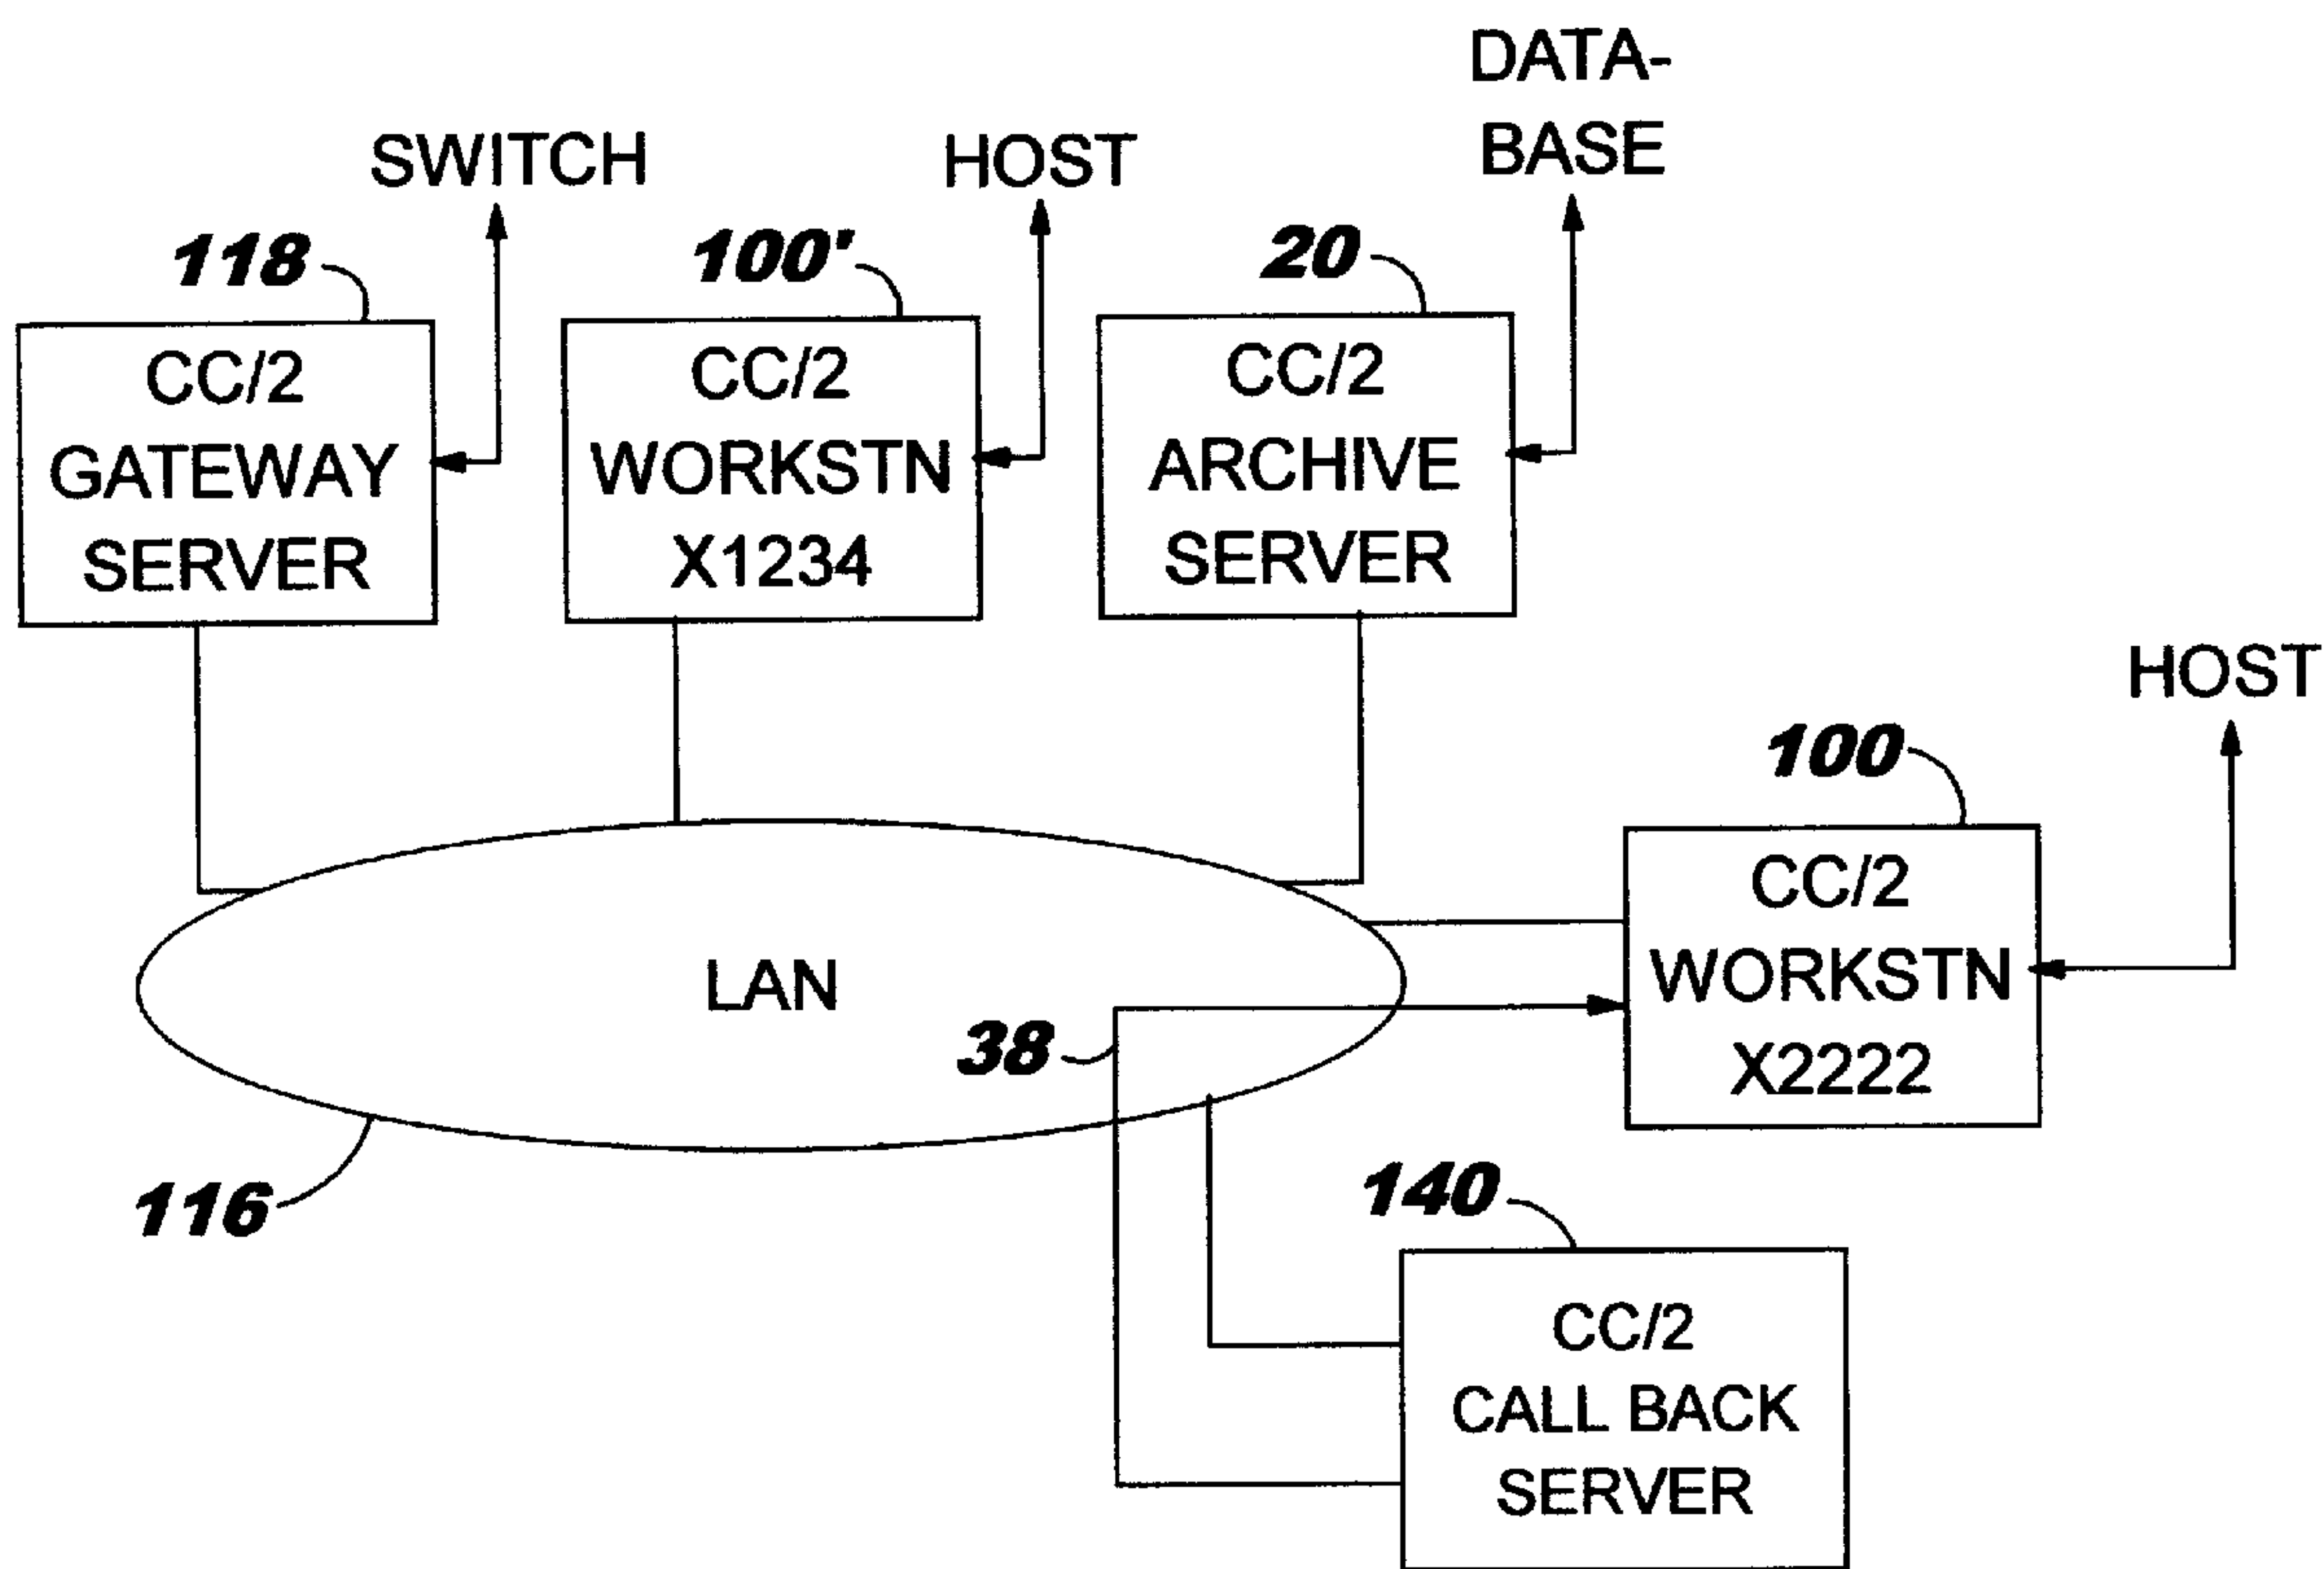 DATA-
BASE
SWITCH
HOST
118
100'
20
CC/2
GATEWAY
SERVER
CC/2
WORKSTN
X1234
CC/2
ARCHIVE
SERVER
HOST
100
CC/2
WORKSTN
X2222
LAN
38
116
140
CC/2
CALL BACK
SERVER